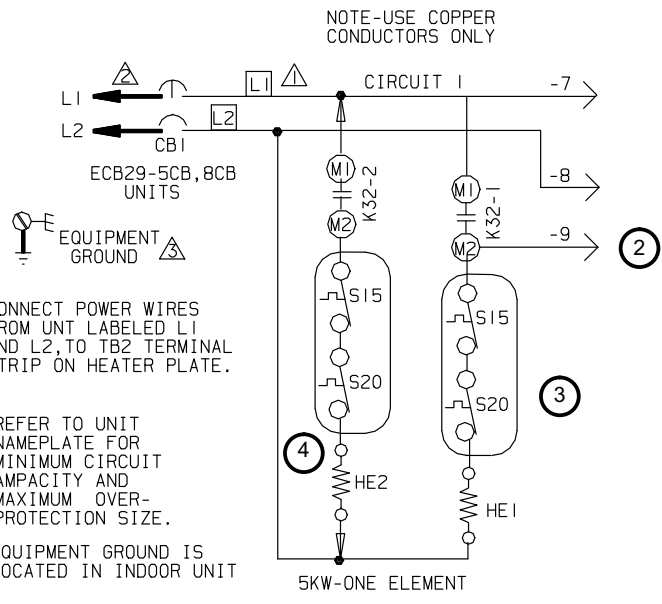 NOTE-USE COPPER
CONDUCTORS ONLY
2
L1
1
CIRCUIT 1
-7
L1
L2
L2
CB1
ECB29-5CB,8CB
UNITS
M1
K32-2
M2
M1
K32-1
M2
-8
-9
2
EQUIPMENT
GROUND
3
S15
S20
S15
S20
3
4
HE2
HE1
5KW-ONE ELEMENT
ONNECT POWER WIRES
ROM UNT LABELED L1
ND L2,TO TB2 TERMINAL
TRIP ON HEATER PLATE.
REFER TO UNIT
NAMEPLATE FOR
MINIMUM CIRCUIT
AMPACITY AND
MAXIMUM OVER-
PROTECTION SIZE.
QUIPMENT GROUND IS
OCATED IN INDOOR UNIT